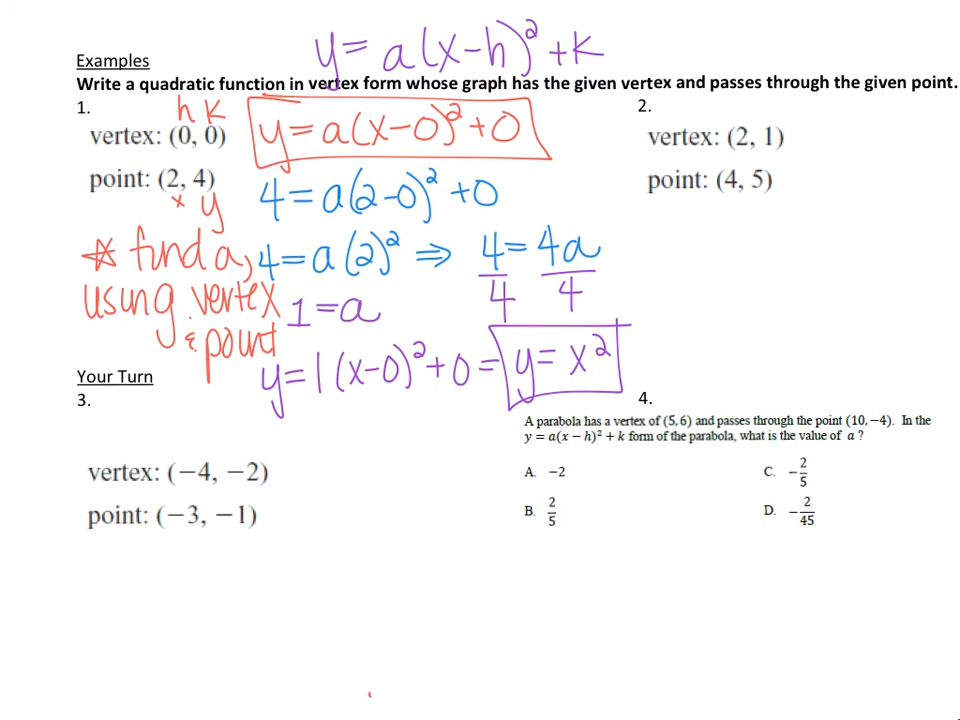 y = a(x-h)² + k
Examples
Write a quadratic function in vertex form whose graph has the given vertex and passes through the given point.
1.
h k
vertex: (0, 0)
point: (2, 4)
x y
y = a(x-0)² + 0
4 = a(2-0)² + 0
* find a,
using vertex
& point
4 = a(2)² ⇒ 4 = 4a
4 4
1 = a
y = 1(x-0)² + 0 = y = x²
2.
vertex: (2, 1)
point: (4, 5)
Your Turn
3.
vertex: (−4, −2)
point: (−3, −1)
4.
A parabola has a vertex of (5, 6) and passes through the point (10, −4). In the
y = a(x − h)² + k form of the parabola, what is the value of a ?
A. −2
B. 2/5
C. −2/5
D. −2/45